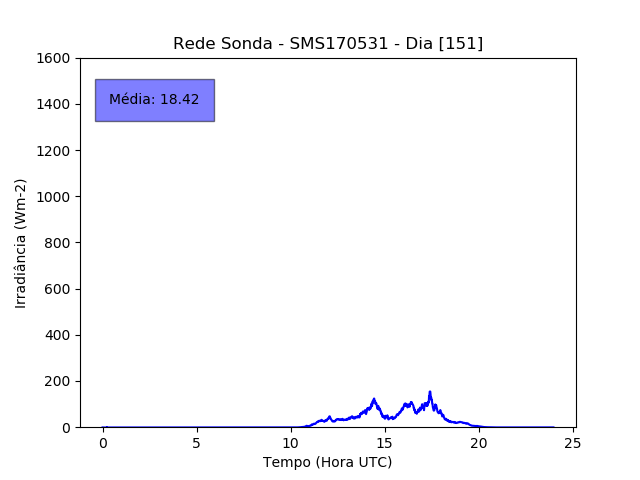 Rede Sonda - SMS170531 - Dia [151]
1600
1400
1200
1000
800
600
400
200
0
Média: 18.42
Irradiância (Wm-2)
0 5 10 15 20 25
Tempo (Hora UTC)